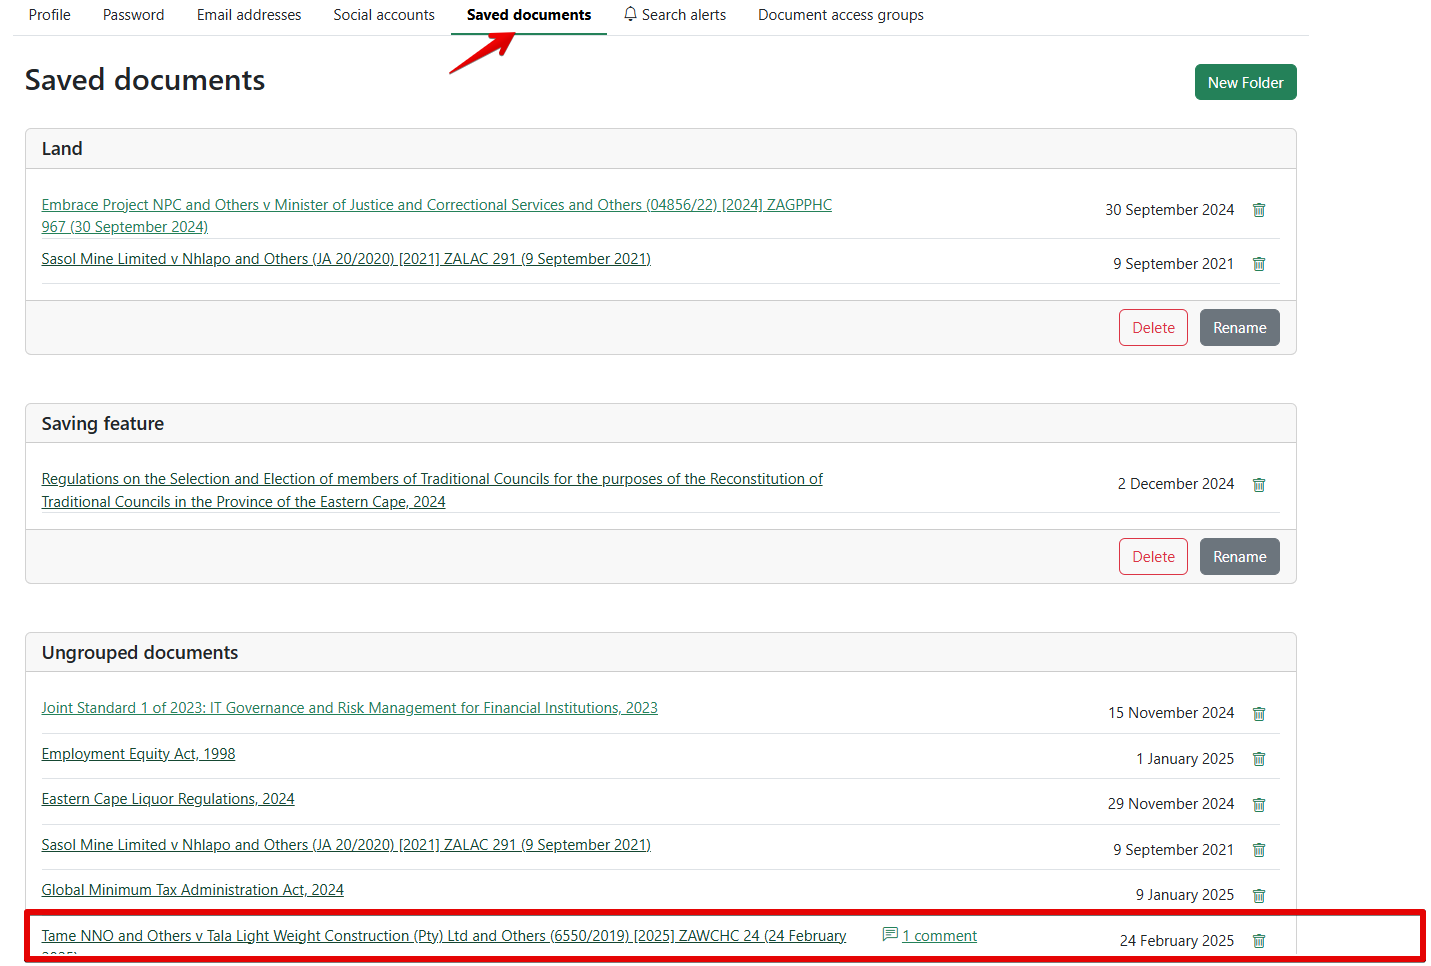 Profile Password Email addresses Social accounts Saved documents Search alerts Document access groups
Saved documents
New Folder
Land
Embrace Project NPC and Others v Minister of Justice and Correctional Services and Others (04856/22) [2024] ZAGPPHC
967 (30 September 2024)
30 September 2024
Sasol Mine Limited v Nhlapo and Others (JA 20/2020) [2021] ZALAC 291 (9 September 2021)
9 September 2021
Delete Rename
Saving feature
Regulations on the Selection and Election of members of Traditional Councils for the purposes of the Reconstitution of
Traditional Councils in the Province of the Eastern Cape, 2024
2 December 2024
Delete Rename
Ungrouped documents
Joint Standard 1 of 2023: IT Governance and Risk Management for Financial Institutions, 2023
15 November 2024
Employment Equity Act, 1998
1 January 2025
Eastern Cape Liquor Regulations, 2024
29 November 2024
Sasol Mine Limited v Nhlapo and Others (JA 20/2020) [2021] ZALAC 291 (9 September 2021)
9 September 2021
Global Minimum Tax Administration Act, 2024
9 January 2025
Tame NNO and Others v Tala Light Weight Construction (Pty) Ltd and Others (6550/2019) [2025] ZAWCHC 24 (24 February
1 comment
24 February 2025